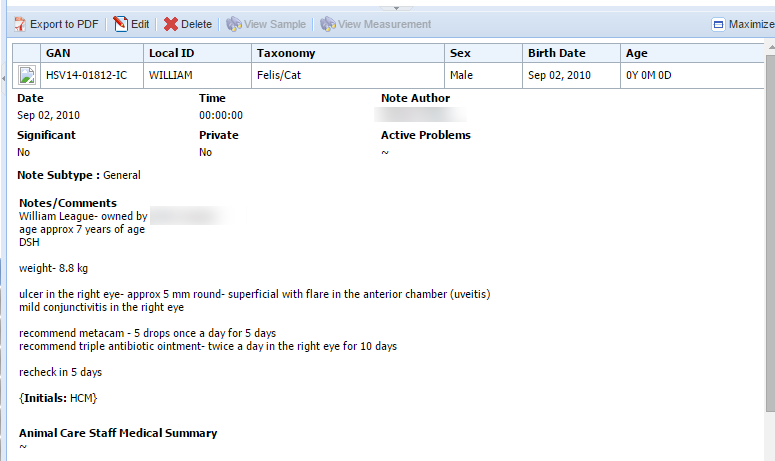 Export to PDF Edit Delete View Sample View Measurement Maximize
GAN Local ID Taxonomy Sex Birth Date Age
HSV14-01812-IC WILLIAM Felis/Cat Male Sep 02, 2010 0Y 0M 0D
Date Time Note Author
Sep 02, 2010 00:00:00
Significant Private Active Problems
No No ~
Note Subtype : General
Notes/Comments
William League- owned by
age approx 7 years of age
DSH
weight- 8.8 kg
ulcer in the right eye- approx 5 mm round- superficial with flare in the anterior chamber (uveitis)
mild conjunctivitis in the right eye
recommend metacam - 5 drops once a day for 5 days
recommend triple antibiotic ointment- twice a day in the right eye for 10 days
recheck in 5 days
{Initials: HCM}
Animal Care Staff Medical Summary
~